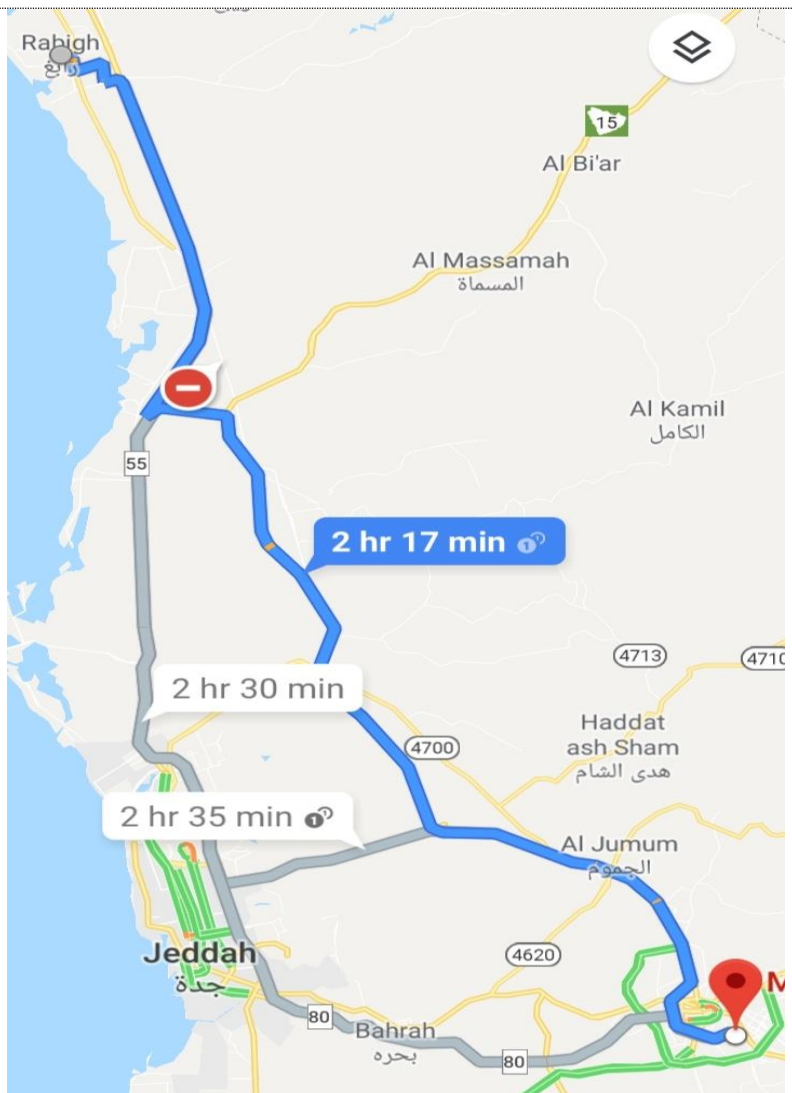 Rabigh
رابغ
15
Al Bi'ar
Al Massamah
المسماة
Al Kamil
الكامل
55
2 hr 17 min
4713
4710
2 hr 30 min
Haddat
ash Sham
هدى الشام
4700
2 hr 35 min
Al Jumum
الجموم
Jeddah
جدة
4620
M
80
Bahrah
بحره
80